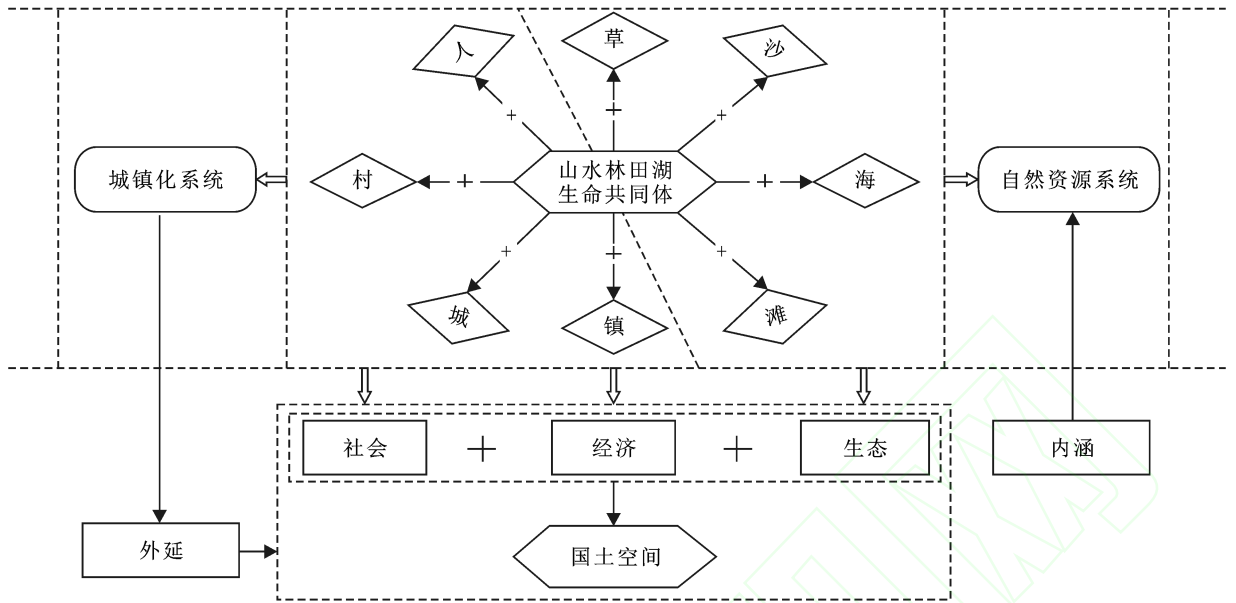 人
草
沙
城镇化系统
村
+
山水林田湖
生命共同体
+
海
自然资源系统
+
+
+
+
+
+
城
镇
滩
社会
+
经济
+
生态
内涵
外延
国土空间